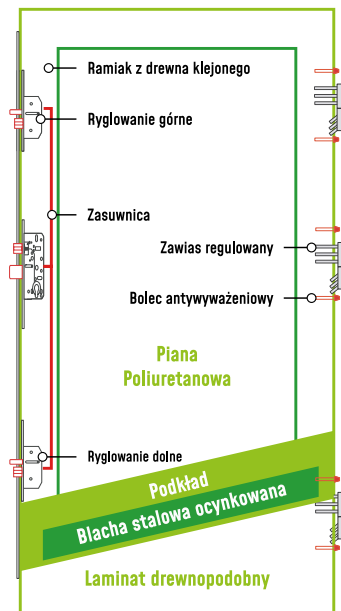 Ramiak z drewna klejonego
Ryglowanie górne
Zasuwnica
Zawias regulowany
Bolec antywyważeniowy
Piana
Poliuretanowa
Ryglowanie dolne
Podkład
Blacha stalowa ocynkowana
Laminat drewnopodobny